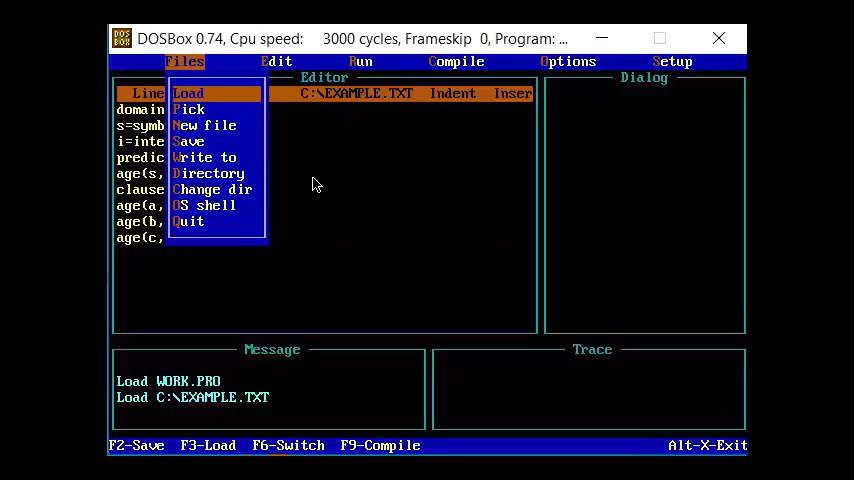 DOSBox 0.74, Cpu speed: 3000 cycles, Frameskip 0, Program: ...
Files Edit Run Compile Options Setup
Editor Dialog
Line Load C:\EXAMPLE.TXT Indent Inser
domain Pick
s=symb New file
i=inte Save
predic Write to
age(s, Directory
clause Change dir
age(a, OS shell
age(b, Quit
age(c,
Message Trace
Load WORK.PRO
Load C:\EXAMPLE.TXT
F2-Save F3-Load F6-Switch F9-Compile Alt-X-Exit